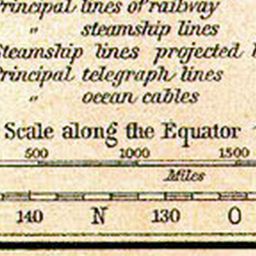 Principal lines of railway
" steamship lines
Steamship lines projected
Principal telegraph lines
" ocean cables
Scale along the Equator
500 1000 1500
Miles
140 N 130 O